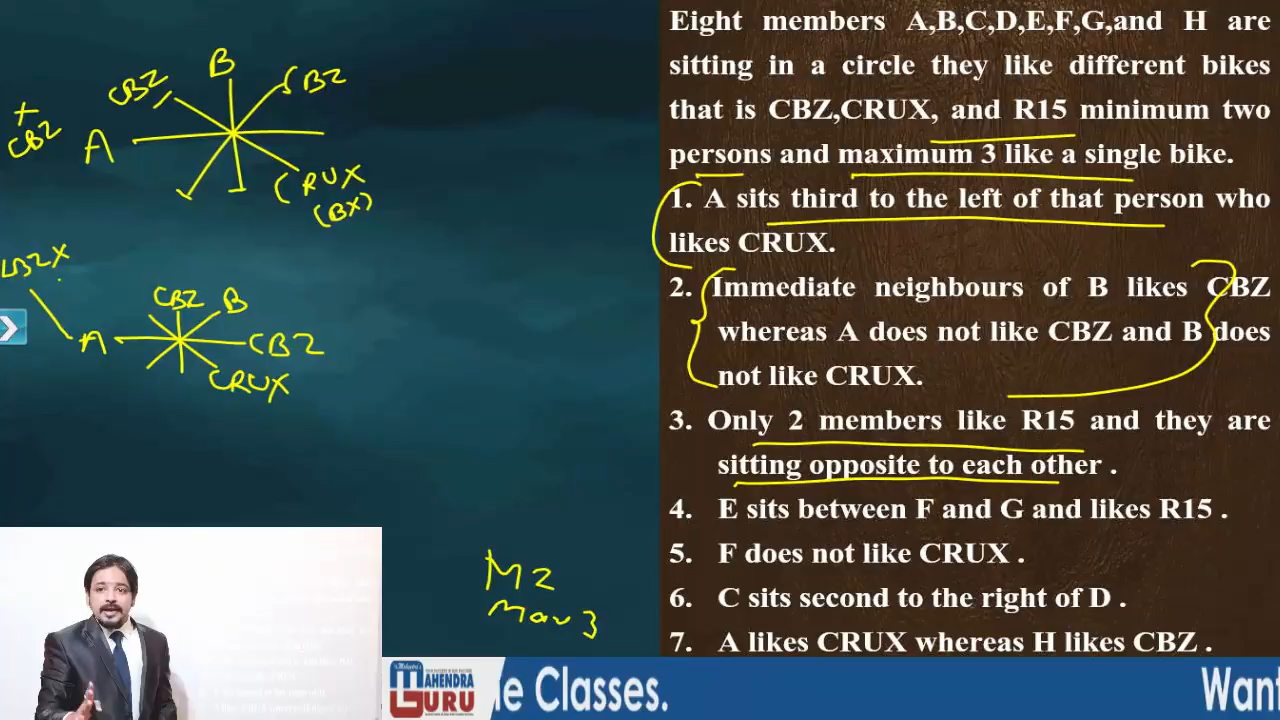 Eight members A,B,C,D,E,F,G,and H are
sitting in a circle they like different bikes
that is CBZ,CRUX, and R15 minimum two
persons and maximum 3 like a single bike.
1. A sits third to the left of that person who
likes CRUX.
2. Immediate neighbours of B likes CBZ
whereas A does not like CBZ and B does
not like CRUX.
3. Only 2 members like R15 and they are
sitting opposite to each other .
4. E sits between F and G and likes R15 .
5. F does not like CRUX .
6. C sits second to the right of D .
7. A likes CRUX whereas H likes CBZ .
B
CBZ
CBZ
CBZ
A
CRUX
(BX)
CBZ
B
A
CBZ
CRUX
M2
Max 3
MAHENDRA
GURU
e Classes.
Want